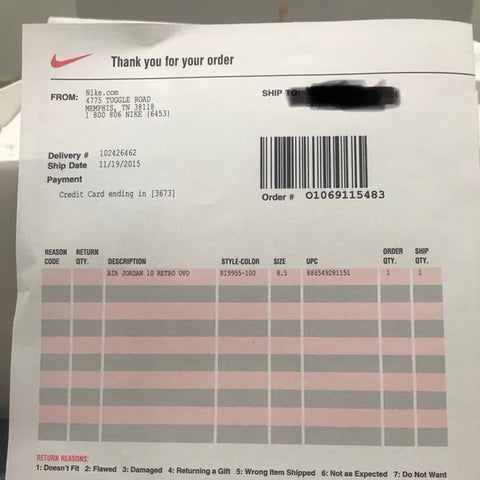 Thank you for your order
FROM: Nike.com
4775 TUGGLE ROAD
MEMPHIS, TN 38118
1 800 806 NIKE (6453)
SHIP TO:
Delivery # 102426462
Ship Date 11/19/2015
Payment
Credit Card ending in [3673]
Order # O1069115483
REASON CODE RETURN QTY. DESCRIPTION STYLE-COLOR SIZE UPC ORDER QTY. SHIP QTY.
AIR JORDAN 10 RETRO OVO 819955-100 8.5 886549281151 1 1
RETURN REASONS:
1: Doesn't Fit 2: Flawed 3: Damaged 4: Returning a Gift 5: Wrong Item Shipped 6: Not as Expected 7: Do Not Want